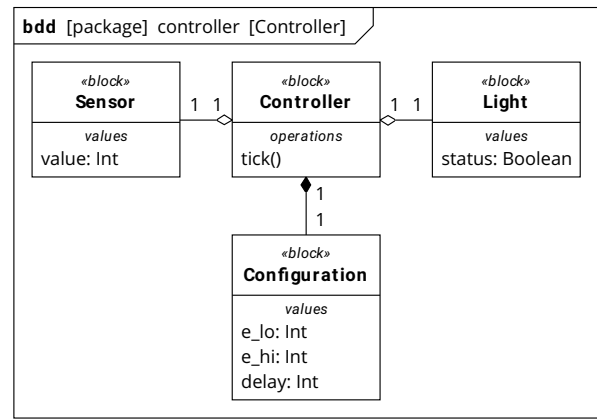 bdd [package] controller [Controller]
«block»
Sensor
values
value: Int
1 1
«block»
Controller
operations
tick()
1 1
«block»
Light
values
status: Boolean
1
1
«block»
Configuration
values
e_lo: Int
e_hi: Int
delay: Int